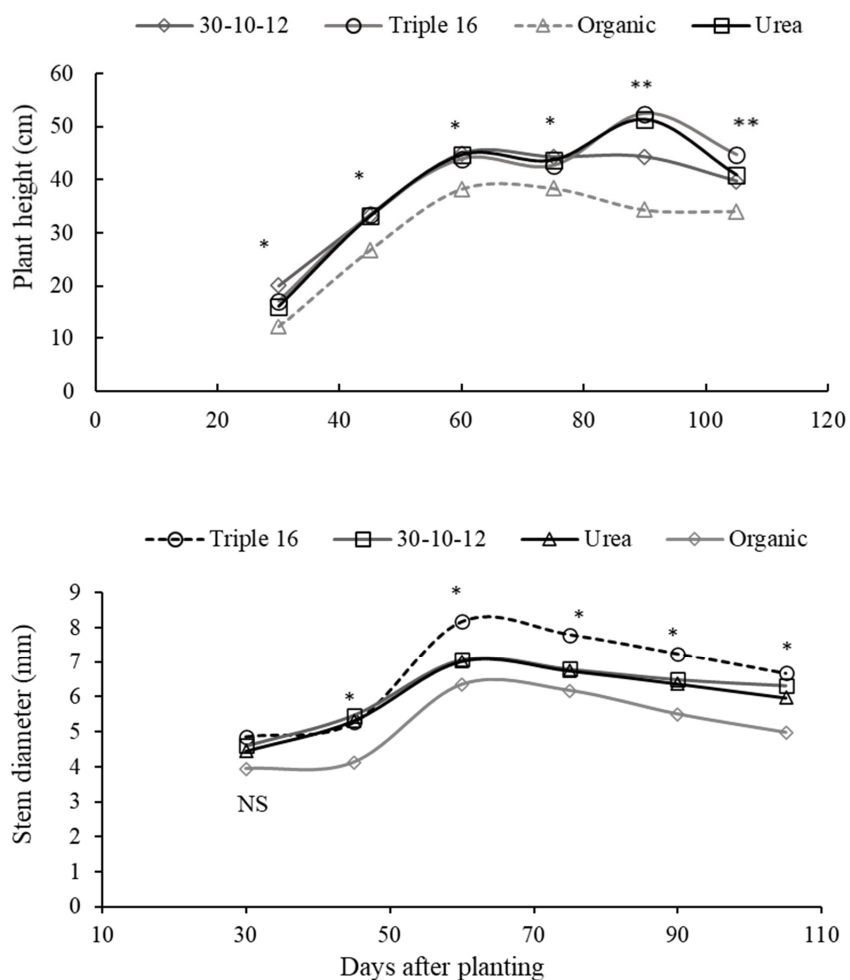 30-10-12 Triple 16 Organic Urea
Plant height (cm)
60
50
40
30
20
10
0
* * * * ** **
0 20 40 60 80 100 120
Triple 16 30-10-12 Urea Organic
Stem diameter (mm)
9
8
7
6
5
4
3
2
1
0
* * * * *
NS
10 30 50 70 90 110
Days after planting